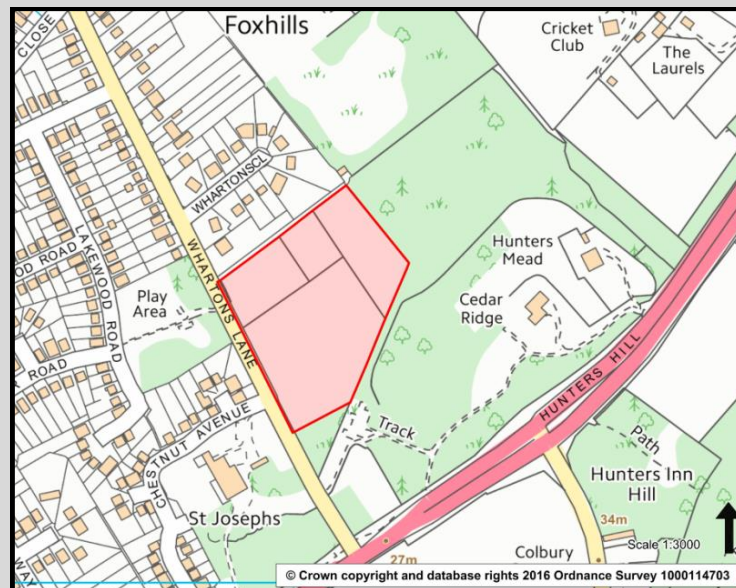 Foxhills
Cricket
Club
The
Laurels
CLOSE
WHARTONSCL
LAKEWOOD ROAD
OD ROAD
WHARTONS LANE
Hunters
Mead
Play
Area
Cedar
Ridge
ROAD
HUNTERS HILL
CHESTNUT AVENUE
Track
Path
Hunters Inn
Hill
St Josephs
34m
Scale 1:3000
27m
Colbury
WAY
© Crown copyright and database rights 2016 Ordnance Survey 1000114703